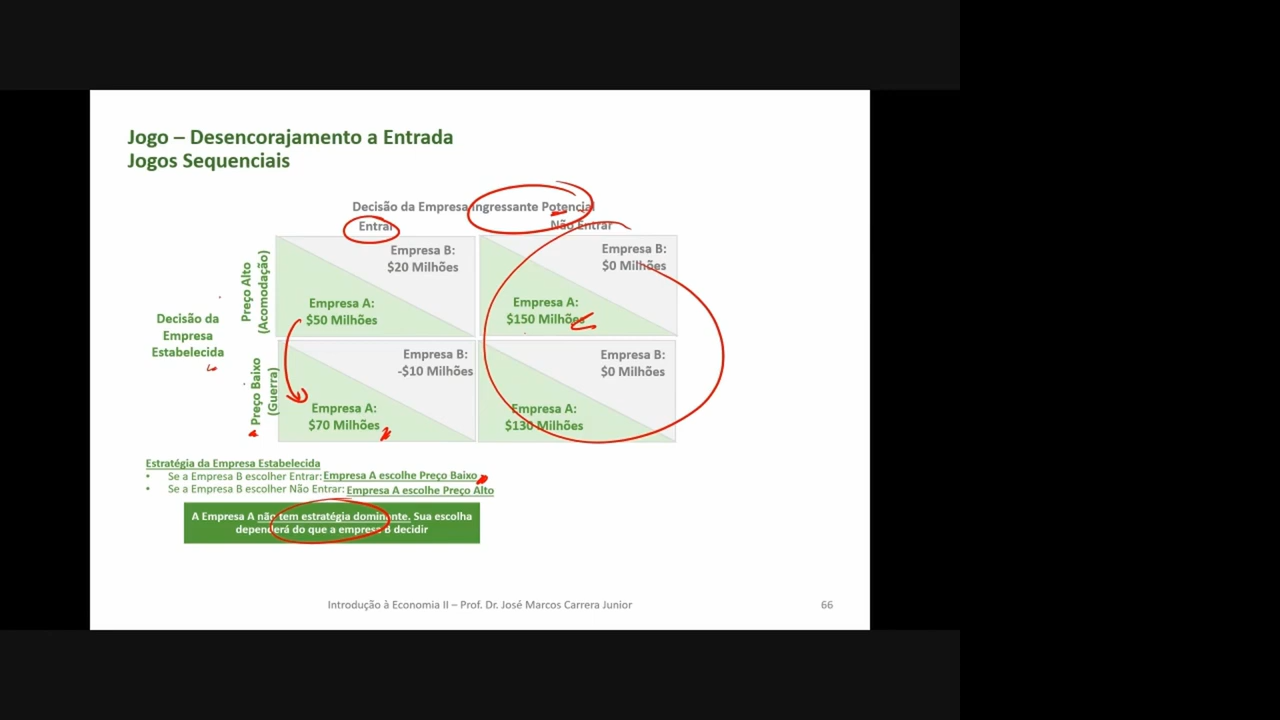 Jogo – Desencorajamento a Entrada
Jogos Sequenciais
Decisão da Empresa Ingressante Potencial
Entrar
Não Entrar
Decisão da
Empresa
Estabelecida
Preço Alto
(Acomodação)
Empresa B:
$20 Milhões
Empresa A:
$50 Milhões
Empresa B:
$0 Milhões
Empresa A:
$150 Milhões
Preço Baixo
(Guerra)
Empresa B:
-$10 Milhões
Empresa A:
$70 Milhões
Empresa B:
$0 Milhões
Empresa A:
$130 Milhões
Estratégia da Empresa Estabelecida
• Se a Empresa B escolher Entrar: Empresa A escolhe Preço Baixo
• Se a Empresa B escolher Não Entrar: Empresa A escolhe Preço Alto
A Empresa A não tem estratégia dominante. Sua escolha
dependerá do que a empresa B decidir
Introdução à Economia II – Prof. Dr. José Marcos Carrera Junior
66